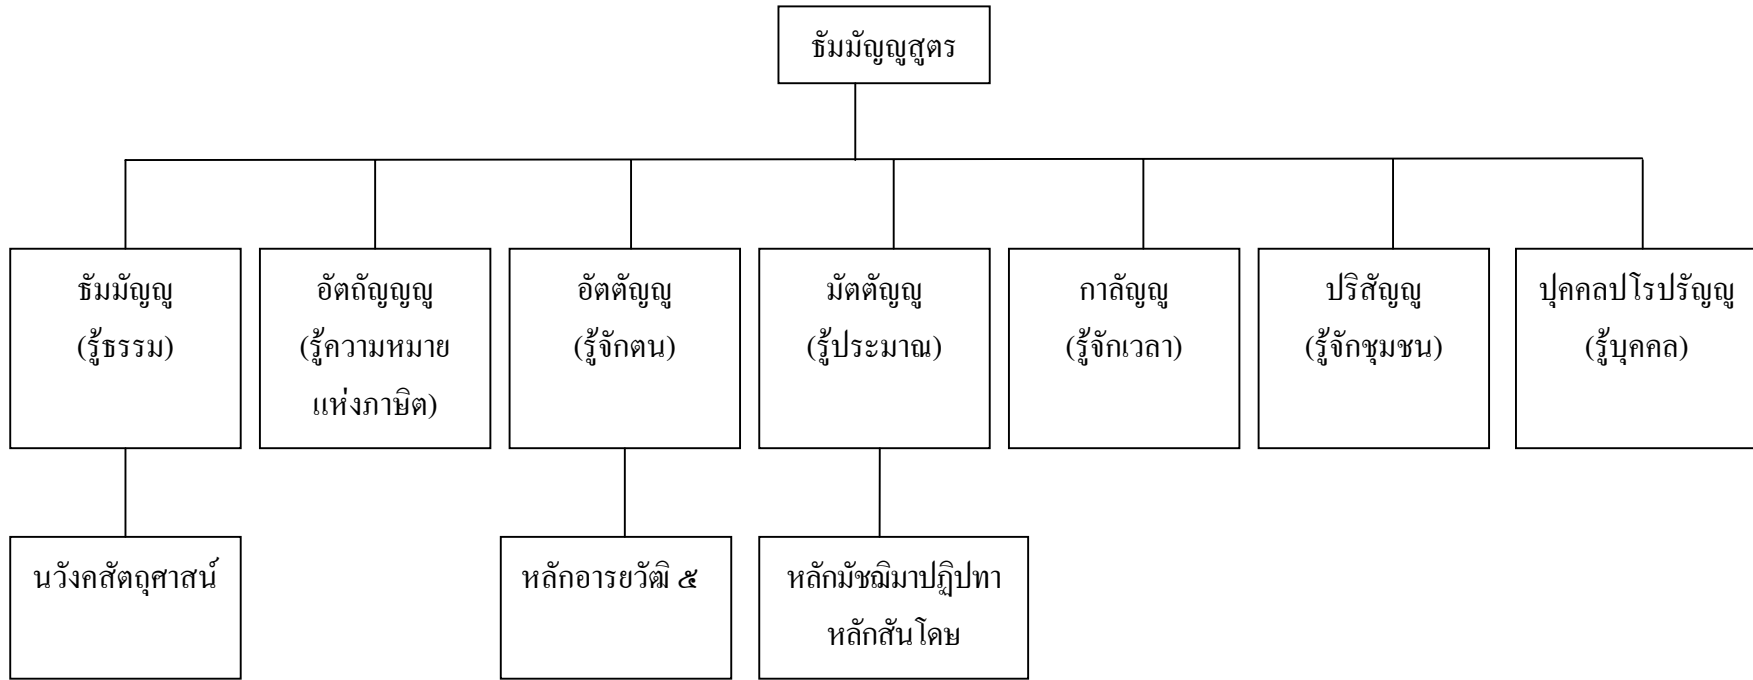 ธัมมัญญูสูตร
ธัมมัญญู
(รู้ธรรม)
อัตถัญญญู
(รู้ความหมาย
แห่งภาษิต)
อัตตัญญู
(รู้จักตน)
มัตตัญญู
(รู้ประมาณ)
กาลัญญู
(รู้จักเวลา)
ปริสัญญู
(รู้จักชุมชน)
ปุคคลปโรปรัญญู
(รู้บุคคล)
นวังคสัตถุศาสน์
หลักอารยวัฒิ ๕
หลักมัชฌิมาปฏิปทา
หลักสันโดษ